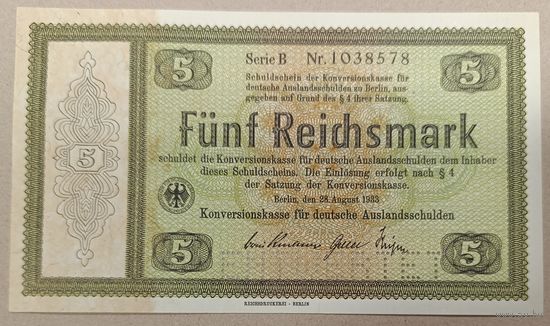 5
5
Serie B Nr. 1038578
Schuldschein der Konversionskasse für
deutsche Auslandsschulden zu Berlin, aus-
gegeben auf Grund des § 4 ihrer Satzung.
Fünf Reichsmark
5
schuldet die Konversionskasse für deutsche Auslandsschulden dem Inhaber
dieses Schuldscheins. Die Einlösung erfolgt nach § 4
der Satzung der Konversionskasse.
Berlin, den 28. August 1933
Konversionskasse für deutsche Auslandsschulden
5
5
REICHSDRUCKEREI - BERLIN